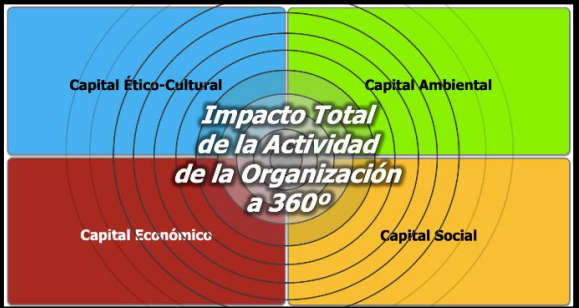 Capital Ético-Cultural
Capital Ambiental
Impacto Total
de la Actividad
de la Organización
a 360º
Capital Económico
Capital Social